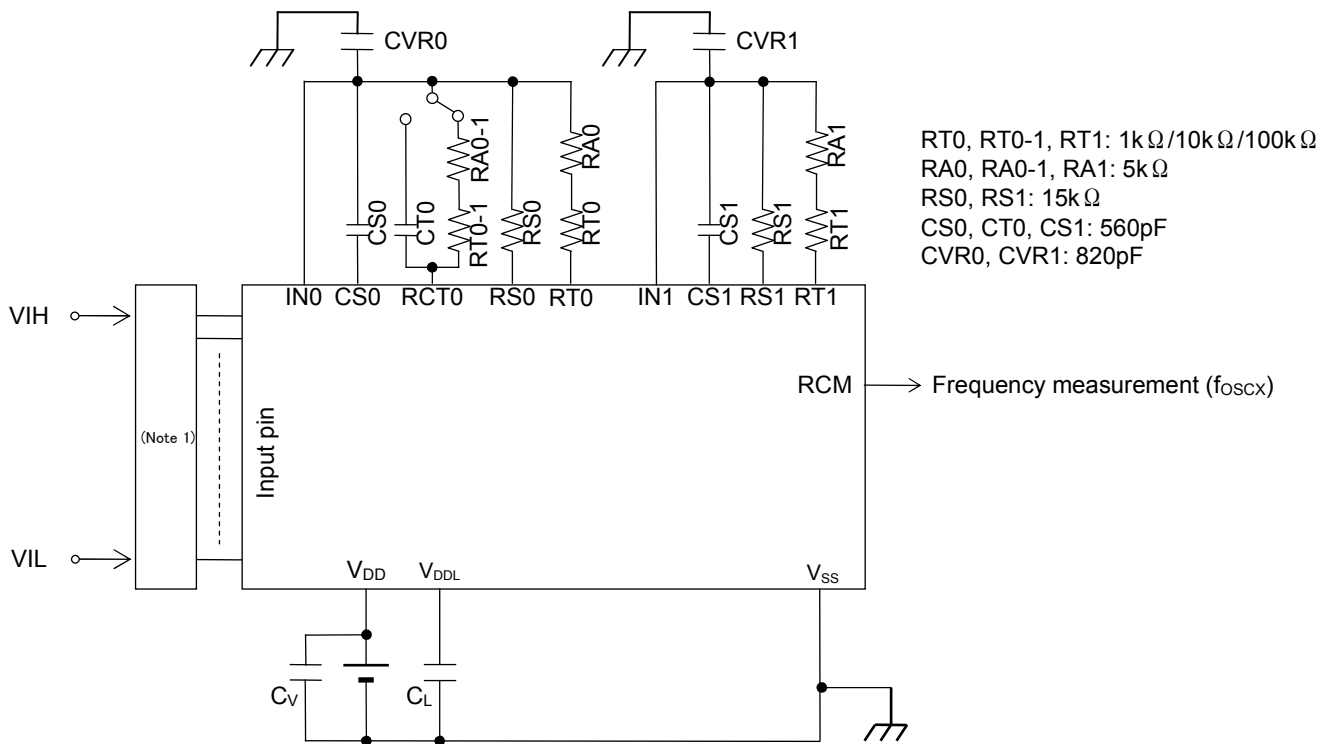 CVR0
CVR1
CS0
CT0
RA0-1
RT0-1
RS0
RA0
RT0
CS1
RS1
RA1
RT1
RT0, RT0-1, RT1: 1kΩ/10kΩ/100kΩ
RA0, RA0-1, RA1: 5kΩ
RS0, RS1: 15kΩ
CS0, CT0, CS1: 560pF
CVR0, CVR1: 820pF
IN0 CS0 RCT0 RS0 RT0
IN1 CS1 RS1 RT1
VIH
(Note 1)
Input pin
RCM
Frequency measurement (fOSCX)
VIL
VDD
VDDL
VSS
CV
CL